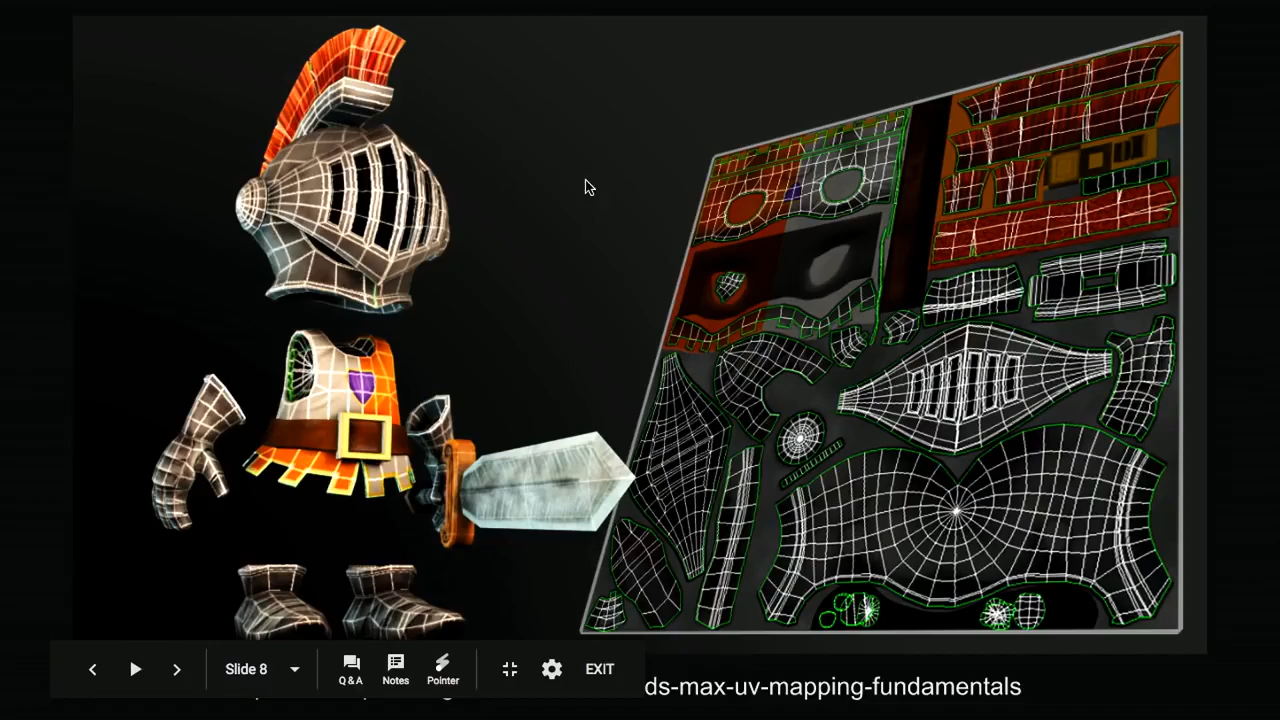 Slide 8
Q & A
Notes
Pointer
EXIT
ds-max-uv-mapping-fundamentals